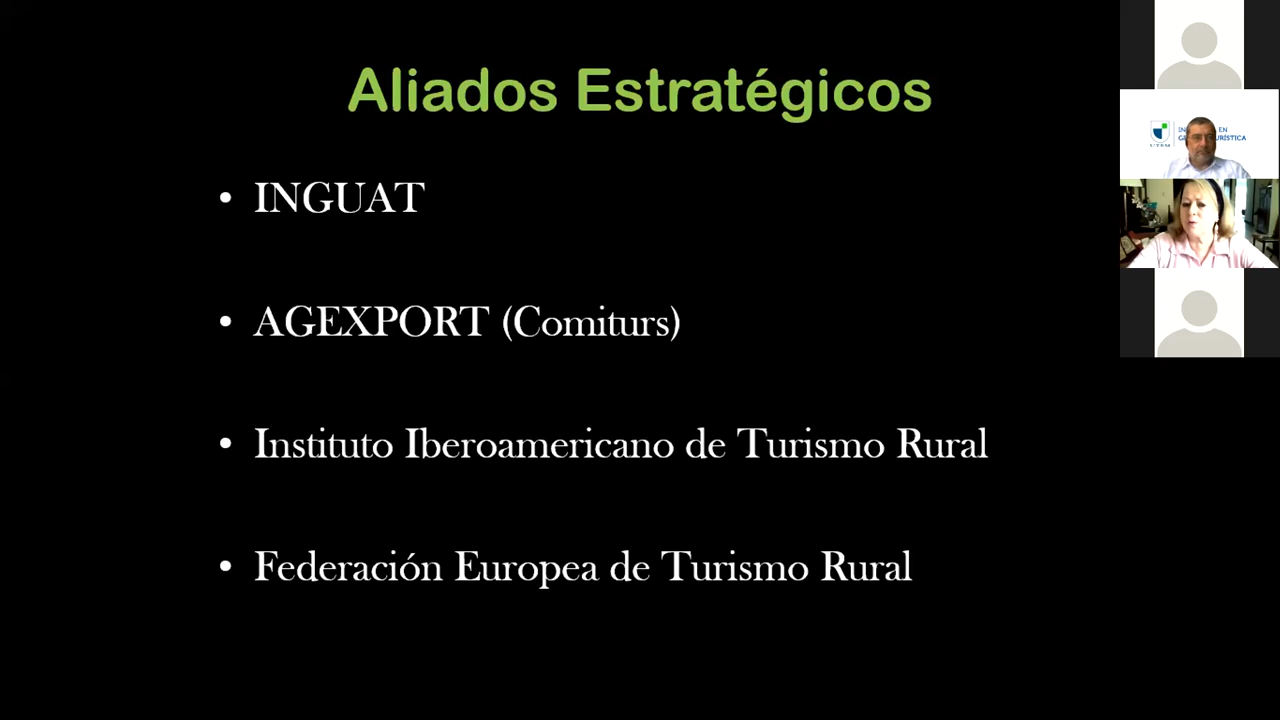 Aliados Estratégicos
• INGUAT
• AGEXPORT (Comiturs)
• Instituto Iberoamericano de Turismo Rural
• Federación Europea de Turismo Rural